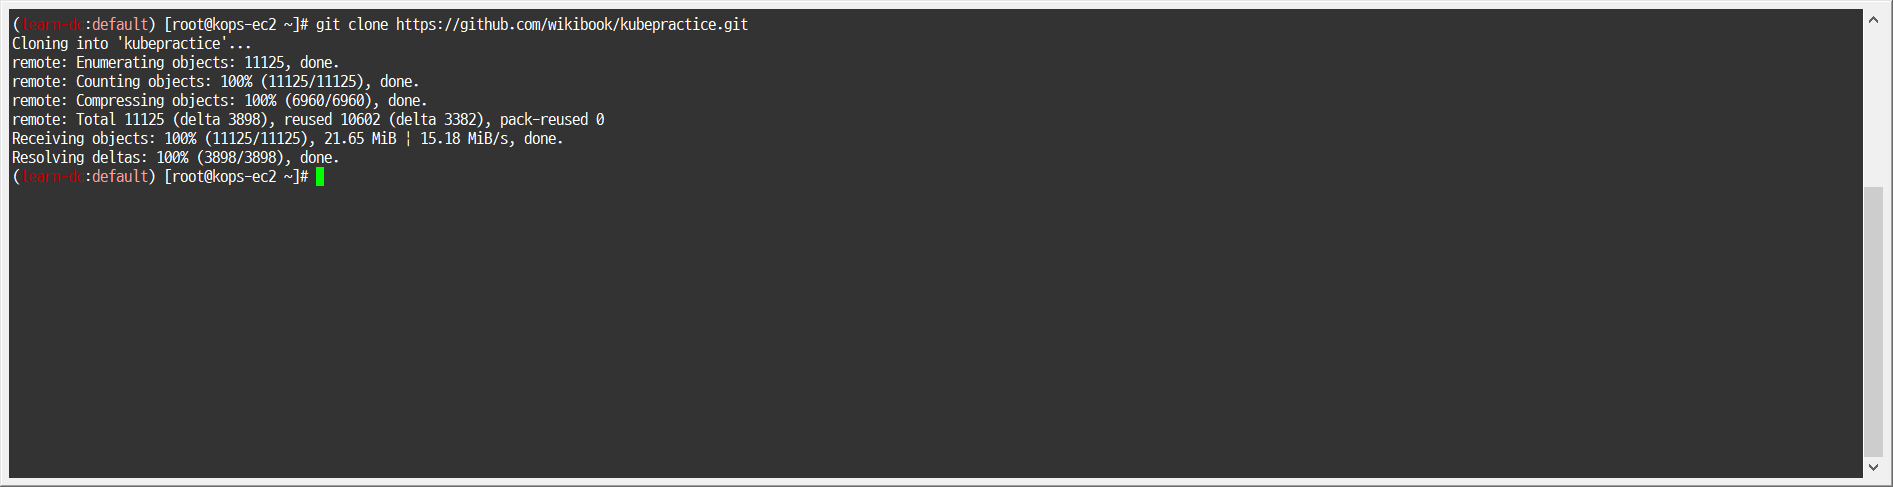 (learn-dc:default) [root@kops-ec2 ~]# git clone https://github.com/wikibook/kubepractice.git
Cloning into 'kubepractice'...
remote: Enumerating objects: 11125, done.
remote: Counting objects: 100% (11125/11125), done.
remote: Compressing objects: 100% (6960/6960), done.
remote: Total 11125 (delta 3898), reused 10602 (delta 3382), pack-reused 0
Receiving objects: 100% (11125/11125), 21.65 MiB ¦ 15.18 MiB/s, done.
Resolving deltas: 100% (3898/3898), done.
(learn-dc:default) [root@kops-ec2 ~]#